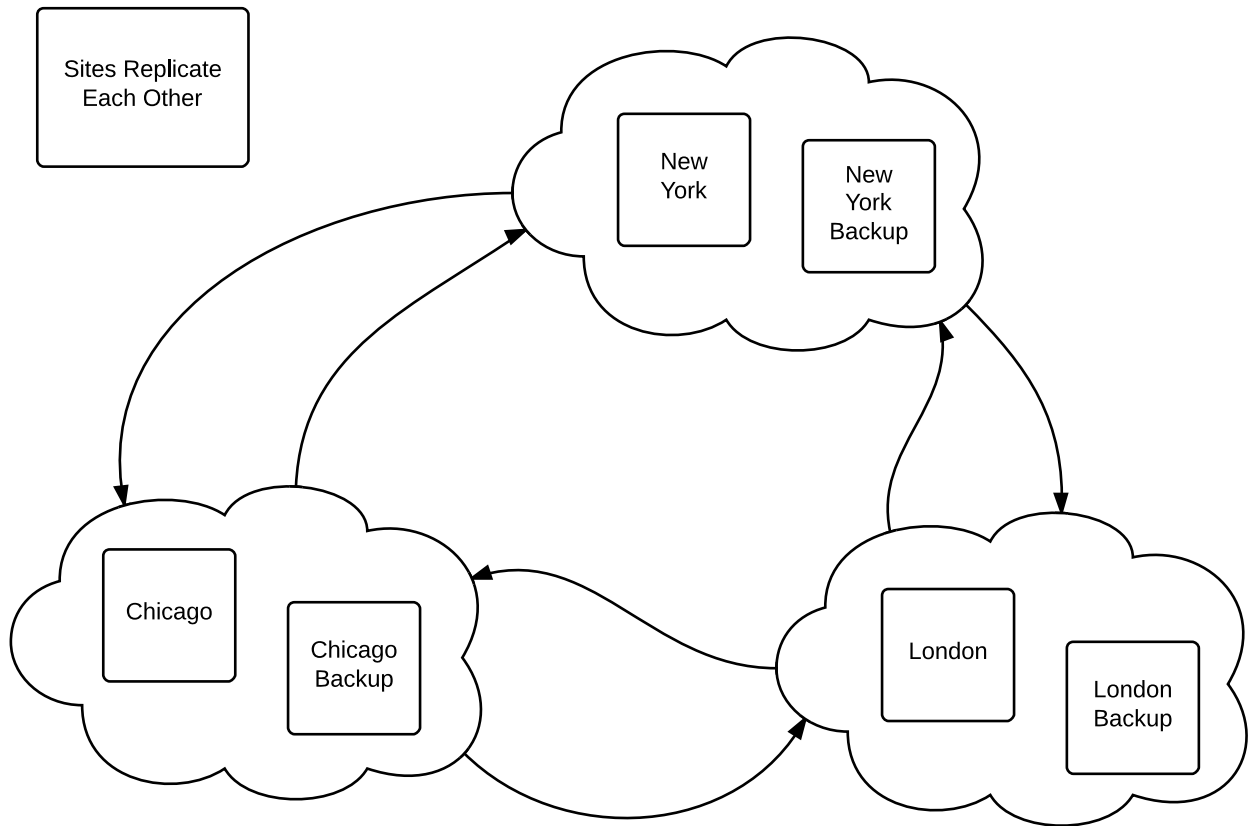 Sites Replicate
Each Other
New
York
New
York
Backup
Chicago
Chicago
Backup
London
London
Backup